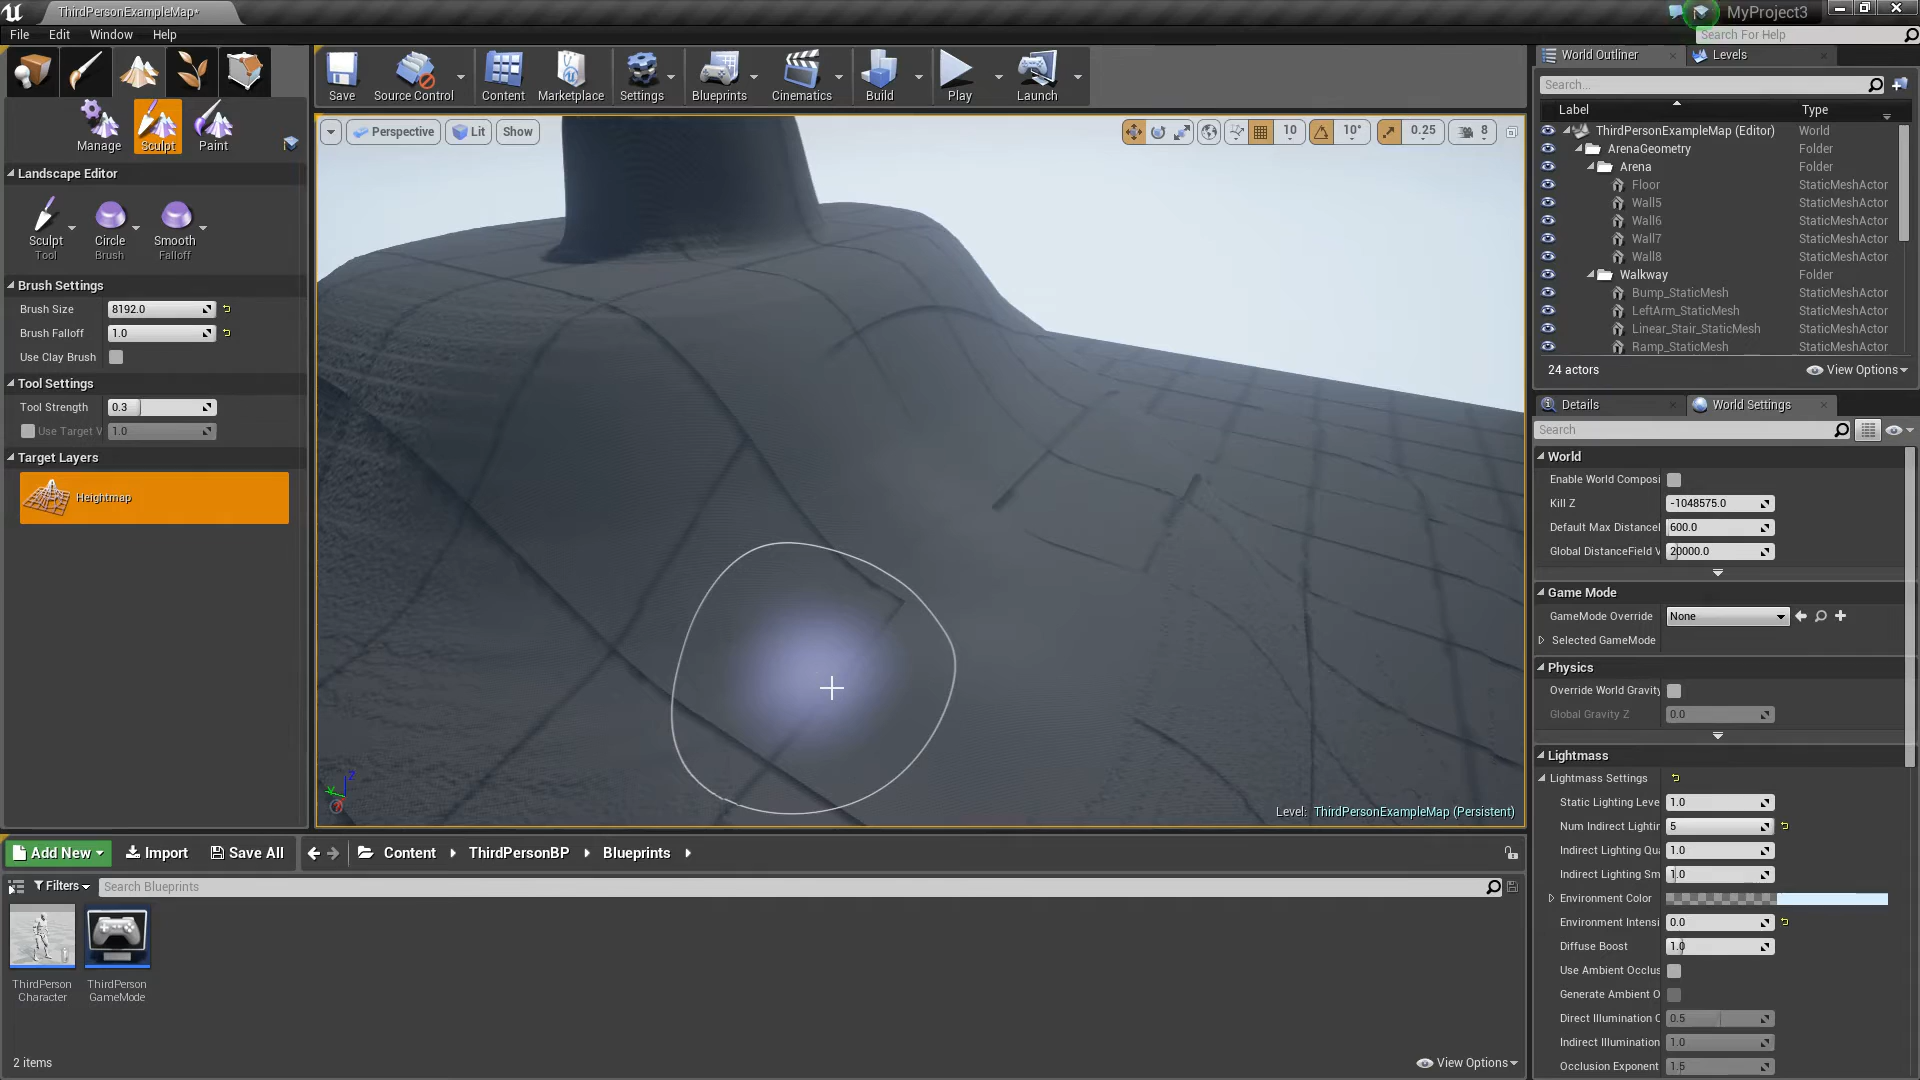 ThirdPersonExampleMap*
MyProject3
File Edit Window Help
Search For Help
Save Source Control Content Marketplace Settings Blueprints Cinematics Build Play Launch
Manage Sculpt Paint
Landscape Editor
Sculpt Circle Smooth
Tool Brush Falloff
Brush Settings
Brush Size 8192.0
Brush Falloff 1.0
Use Clay Brush
Tool Settings
Tool Strength 0.3
Use Target V 1.0
Target Layers
Heightmap
Perspective Lit Show
10 10° 0.25 8
Level: ThirdPersonExampleMap (Persistent)
World Outliner Levels
Search...
Label Type
ThirdPersonExampleMap (Editor) World
ArenaGeometry Folder
Arena Folder
Floor StaticMeshActor
Wall5 StaticMeshActor
Wall6 StaticMeshActor
Wall7 StaticMeshActor
Wall8 StaticMeshActor
Walkway Folder
Bump_StaticMesh StaticMeshActor
LeftArm_StaticMesh StaticMeshActor
Linear_Stair_StaticMesh StaticMeshActor
Ramp_StaticMesh StaticMeshActor
24 actors View Options
Details World Settings
Search
World
Enable World Composi
Kill Z -1048575.0
Default Max Distancel 600.0
Global DistanceField V 20000.0
Game Mode
GameMode Override None
Selected GameMode
Physics
Override World Gravity
Global Gravity Z 0.0
Lightmass
Lightmass Settings
Static Lighting Leve 1.0
Num Indirect Lightir 5
Indirect Lighting Qu 1.0
Indirect Lighting Sm 1.0
Environment Color
Environment Intensi 0.0
Diffuse Boost 1.0
Use Ambient Occlus
Generate Ambient O
Direct Illumination C 0.5
Indirect Illumination 1.0
Occlusion Exponent 1.5
Add New Import Save All Content ThirdPersonBP Blueprints
Filters Search Blueprints
ThirdPerson
Character
ThirdPerson
GameMode
2 items View Options